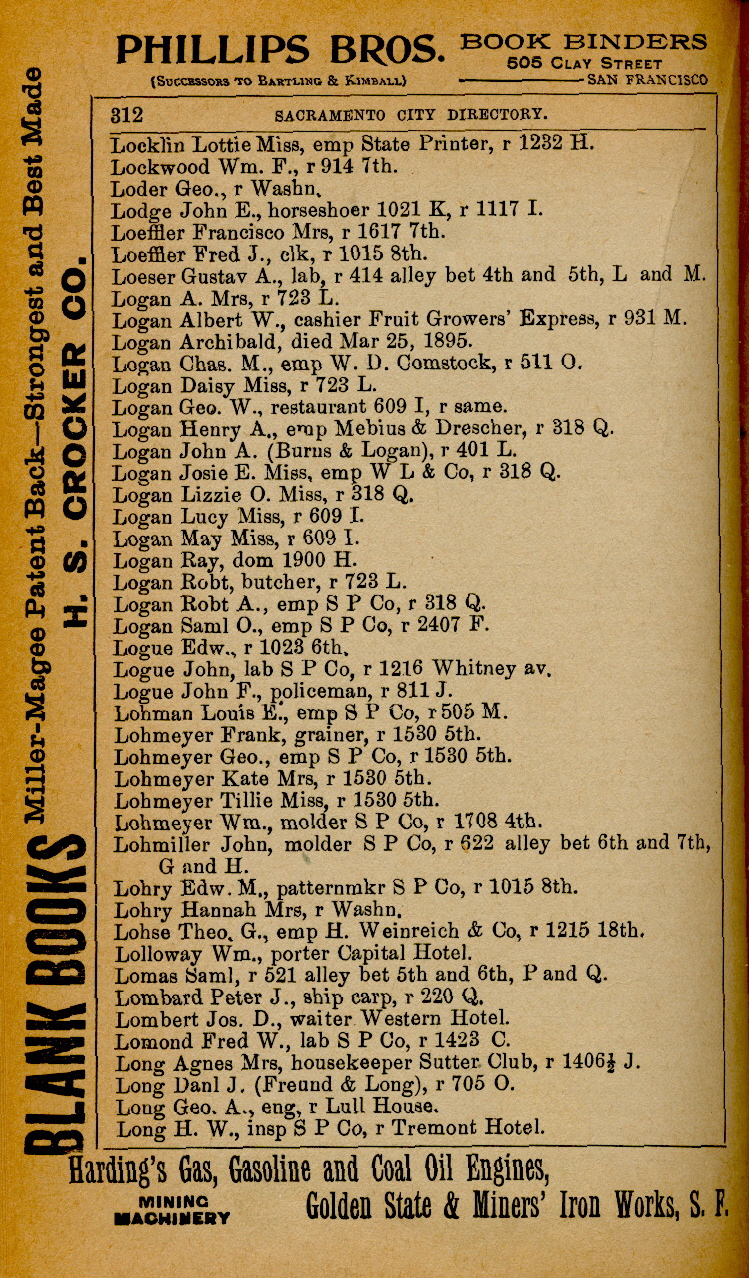 PHILLIPS BROS. BOOK BINDERS
505 CLAY STREET
(SUCCESSORS TO BARTLING & KIMBALL) SAN FRANCISCO
BLANK BOOKS Miller-Magee Patent Back—Strongest and Best Made
H. S. CROCKER CO.
312 SACRAMENTO CITY DIRECTORY.
Locklin Lottie Miss, emp State Printer, r 1232 H.
Lockwood Wm. F., r 914 7th.
Loder Geo., r Washn.
Lodge John E., horseshoer 1021 K, r 1117 I.
Loeffler Francisco Mrs, r 1617 7th.
Loeffler Fred J., clk, r 1015 8th.
Loeser Gustav A., lab, r 414 alley bet 4th and 5th, L and M.
Logan A. Mrs, r 723 L.
Logan Albert W., cashier Fruit Growers' Express, r 931 M.
Logan Archibald, died Mar 25, 1895.
Logan Chas. M., emp W. D. Comstock, r 511 O.
Logan Daisy Miss, r 723 L.
Logan Geo. W., restaurant 609 I, r same.
Logan Henry A., emp Mebius & Drescher, r 318 Q.
Logan John A. (Burns & Logan), r 401 L.
Logan Josie E. Miss, emp W L & Co, r 318 Q.
Logan Lizzie O. Miss, r 318 Q.
Logan Lucy Miss, r 609 I.
Logan May Miss, r 609 I.
Logan Ray, dom 1900 H.
Logan Robt, butcher, r 723 L.
Logan Robt A., emp S P Co, r 318 Q.
Logan Saml O., emp S P Co, r 2407 F.
Logue Edw., r 1023 6th.
Logue John, lab S P Co, r 1216 Whitney av.
Logue John F., policeman, r 811 J.
Lohman Louis E., emp S P Co, r 505 M.
Lohmeyer Frank, grainer, r 1530 5th.
Lohmeyer Geo., emp S P Co, r 1530 5th.
Lohmeyer Kate Mrs, r 1530 5th.
Lohmeyer Tillie Miss, r 1530 5th.
Lohmeyer Wm., molder S P Co, r 1708 4th.
Lohmiller John, molder S P Co, r 622 alley bet 6th and 7th,
G and H.
Lohry Edw. M., patternmkr S P Co, r 1015 8th.
Lohry Hannah Mrs, r Washn.
Lohse Theo. G., emp H. Weinreich & Co, r 1215 18th.
Lolloway Wm., porter Capital Hotel.
Lomas Saml, r 521 alley bet 5th and 6th, P and Q.
Lombard Peter J., ship carp, r 220 Q.
Lombert Jos. D., waiter Western Hotel.
Lomond Fred W., lab S P Co, r 1423 C.
Long Agnes Mrs, housekeeper Sutter Club, r 1406½ J.
Long Danl J. (Freund & Long), r 705 O.
Long Geo. A., eng, r Lull House.
Long H. W., insp S P Co, r Tremont Hotel.
Harding's Gas, Gasoline and Coal Oil Engines,
MINING
MACHINERY
Golden State & Miners' Iron Works, S. F.